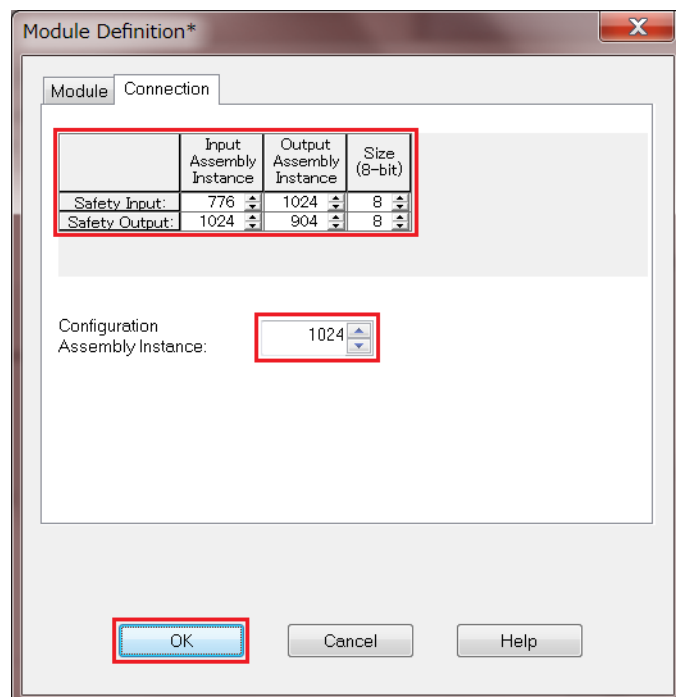 Module Definition*
Module Connection
Input Assembly Instance Output Assembly Instance Size (8-bit)
Safety Input: 776 1024 8
Safety Output: 1024 904 8
Configuration
Assembly Instance: 1024
OK Cancel Help